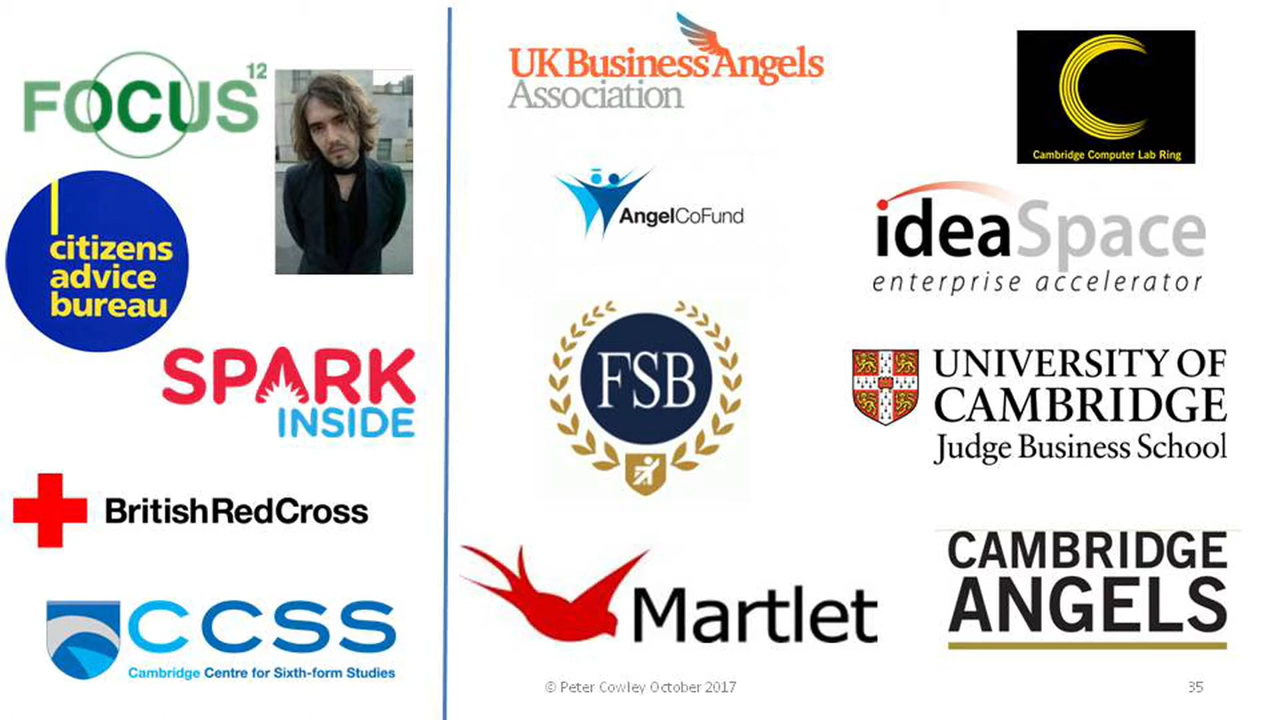 FOCUS12
citizens
advice
bureau
SPARK
INSIDE
BritishRedCross
CCSS
Cambridge Centre for Sixth-form Studies
UK Business Angels
Association
AngelCoFund
FSB
Martlet
Cambridge Computer Lab Ring
ideaSpace
enterprise accelerator
UNIVERSITY OF
CAMBRIDGE
Judge Business School
CAMBRIDGE
ANGELS
© Peter Cowley October 2017
35